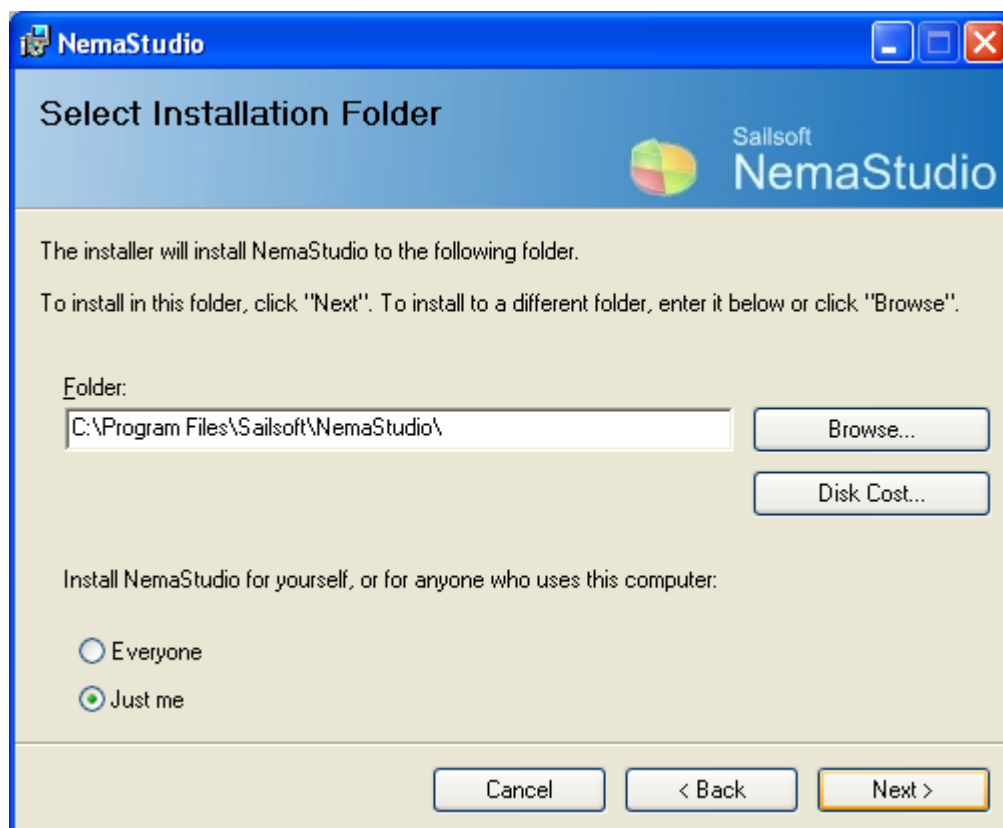 NemaStudio
Select Installation Folder
Sailsoft
NemaStudio
The installer will install NemaStudio to the following folder.
To install in this folder, click "Next". To install to a different folder, enter it below or click "Browse".
Folder:
C:\Program Files\Sailsoft\NemaStudio\
Browse...
Disk Cost...
Install NemaStudio for yourself, or for anyone who uses this computer:
Everyone
Just me
Cancel
< Back
Next >